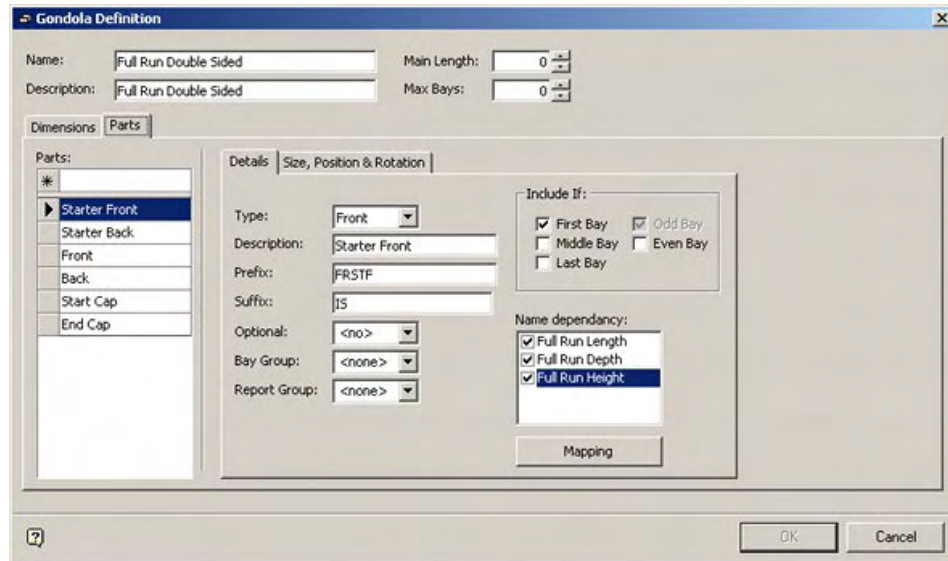 Gondola Definition
Name: Full Run Double Sided Main Length: 0
Description: Full Run Double Sided Max Bays: 0
Dimensions Parts
Parts:
Starter Front
Starter Back
Front
Back
Start Cap
End Cap
Details Size, Position & Rotation
Type: Front
Description: Starter Front
Prefix: FRSTF
Suffix: IS
Optional: <no>
Bay Group: <none>
Report Group: <none>
Include If:
First Bay Odd Bay
Middle Bay Even Bay
Last Bay
Name dependancy:
Full Run Length
Full Run Depth
Full Run Height
Mapping
OK Cancel